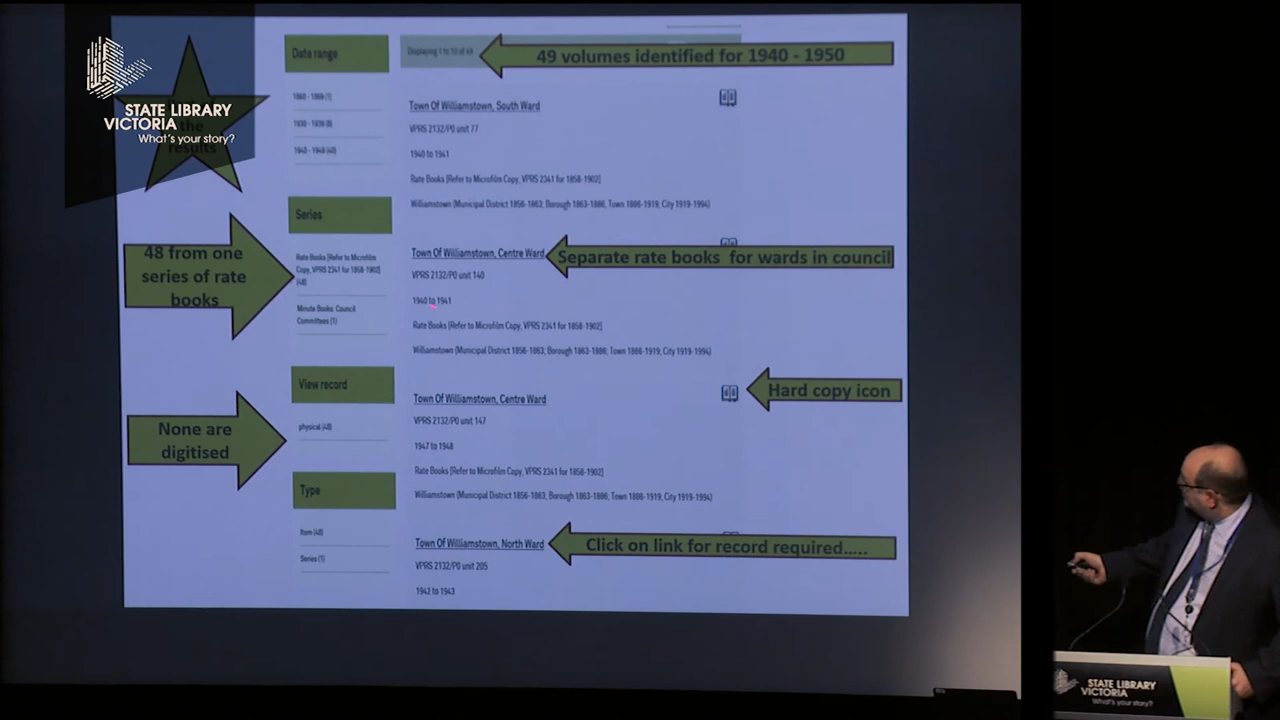 STATE LIBRARY
VICTORIA
What's your story?
the
results
Date range
1860 - 1869 (1)
1930 - 1939 (8)
1940 - 1949 (40)
Series
Rate Books [Refer to Microfilm
Copy, VPRS 2341 for 1858-1902]
(48)
Minute Books: Council
Committees (1)
View record
physical (48)
Type
Item (48)
Series (1)
48 from one
series of rate
books
None are
digitised
Displaying 1 to 10 of 49
49 volumes identified for 1940 - 1950
Town Of Williamstown, South Ward
VPRS 2132/P0 unit 77
1940 to 1941
Rate Books [Refer to Microfilm Copy, VPRS 2341 for 1858-1902]
Williamstown (Municipal District 1856-1863; Borough 1863-1886; Town 1886-1919; City 1919-1994)
Town Of Williamstown, Centre Ward
Separate rate books for wards in council
VPRS 2132/P0 unit 140
1940 to 1941
Rate Books [Refer to Microfilm Copy, VPRS 2341 for 1858-1902]
Williamstown (Municipal District 1856-1863; Borough 1863-1886; Town 1886-1919; City 1919-1994)
Town Of Williamstown, Centre Ward
Hard copy icon
VPRS 2132/P0 unit 147
1947 to 1948
Rate Books [Refer to Microfilm Copy, VPRS 2341 for 1858-1902]
Williamstown (Municipal District 1856-1863; Borough 1863-1886; Town 1886-1919; City 1919-1994)
Town Of Williamstown, North Ward
Click on link for record required.....
VPRS 2132/P0 unit 205
1942 to 1943
STATE LIBRARY
VICTORIA
What's your story?